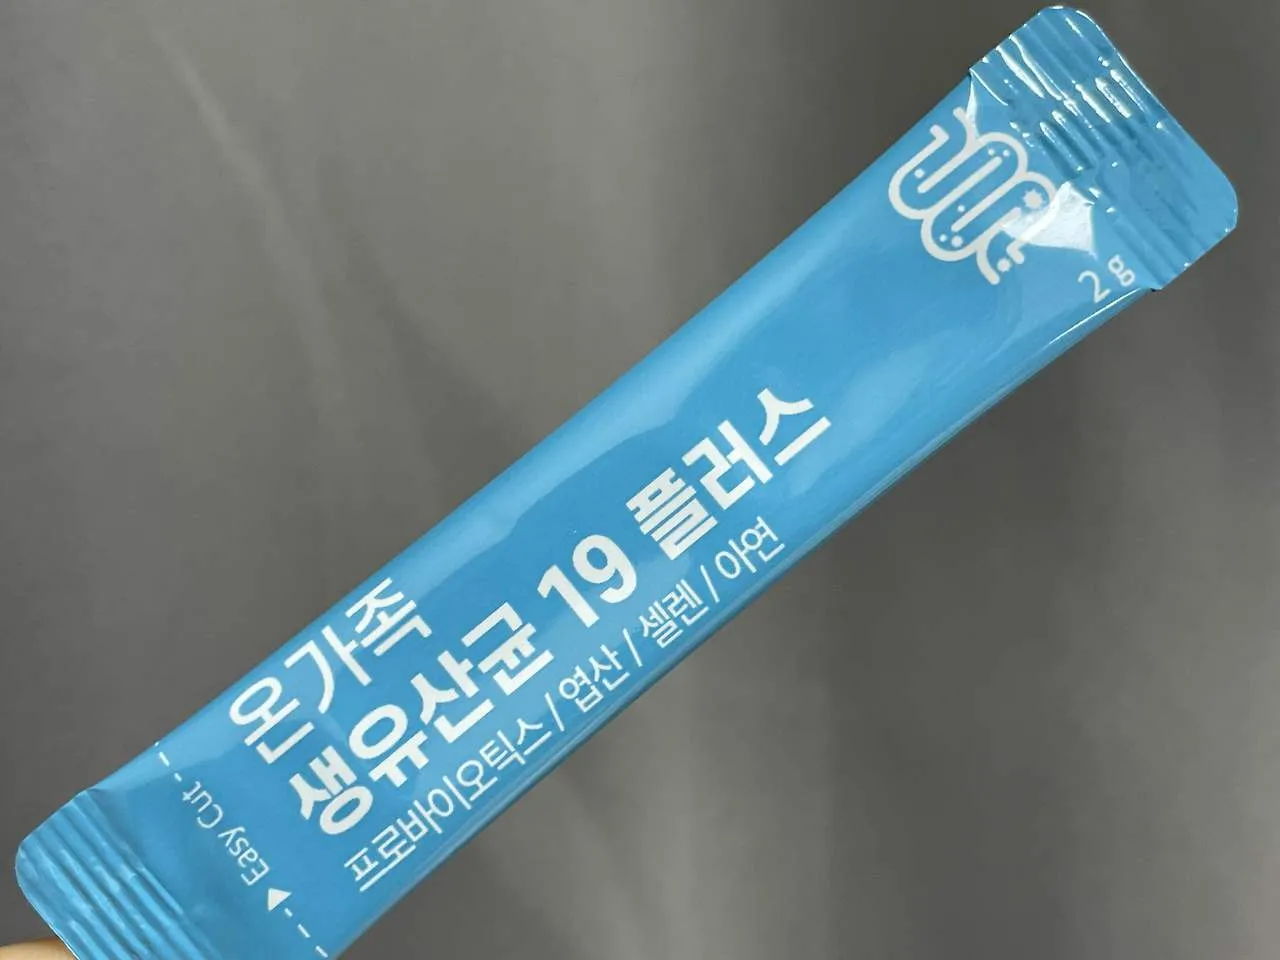 온가족
생유산균 19 플러스
프로바이오틱스 / 엽산 / 셀렌 / 아연
2 g
Easy Cut